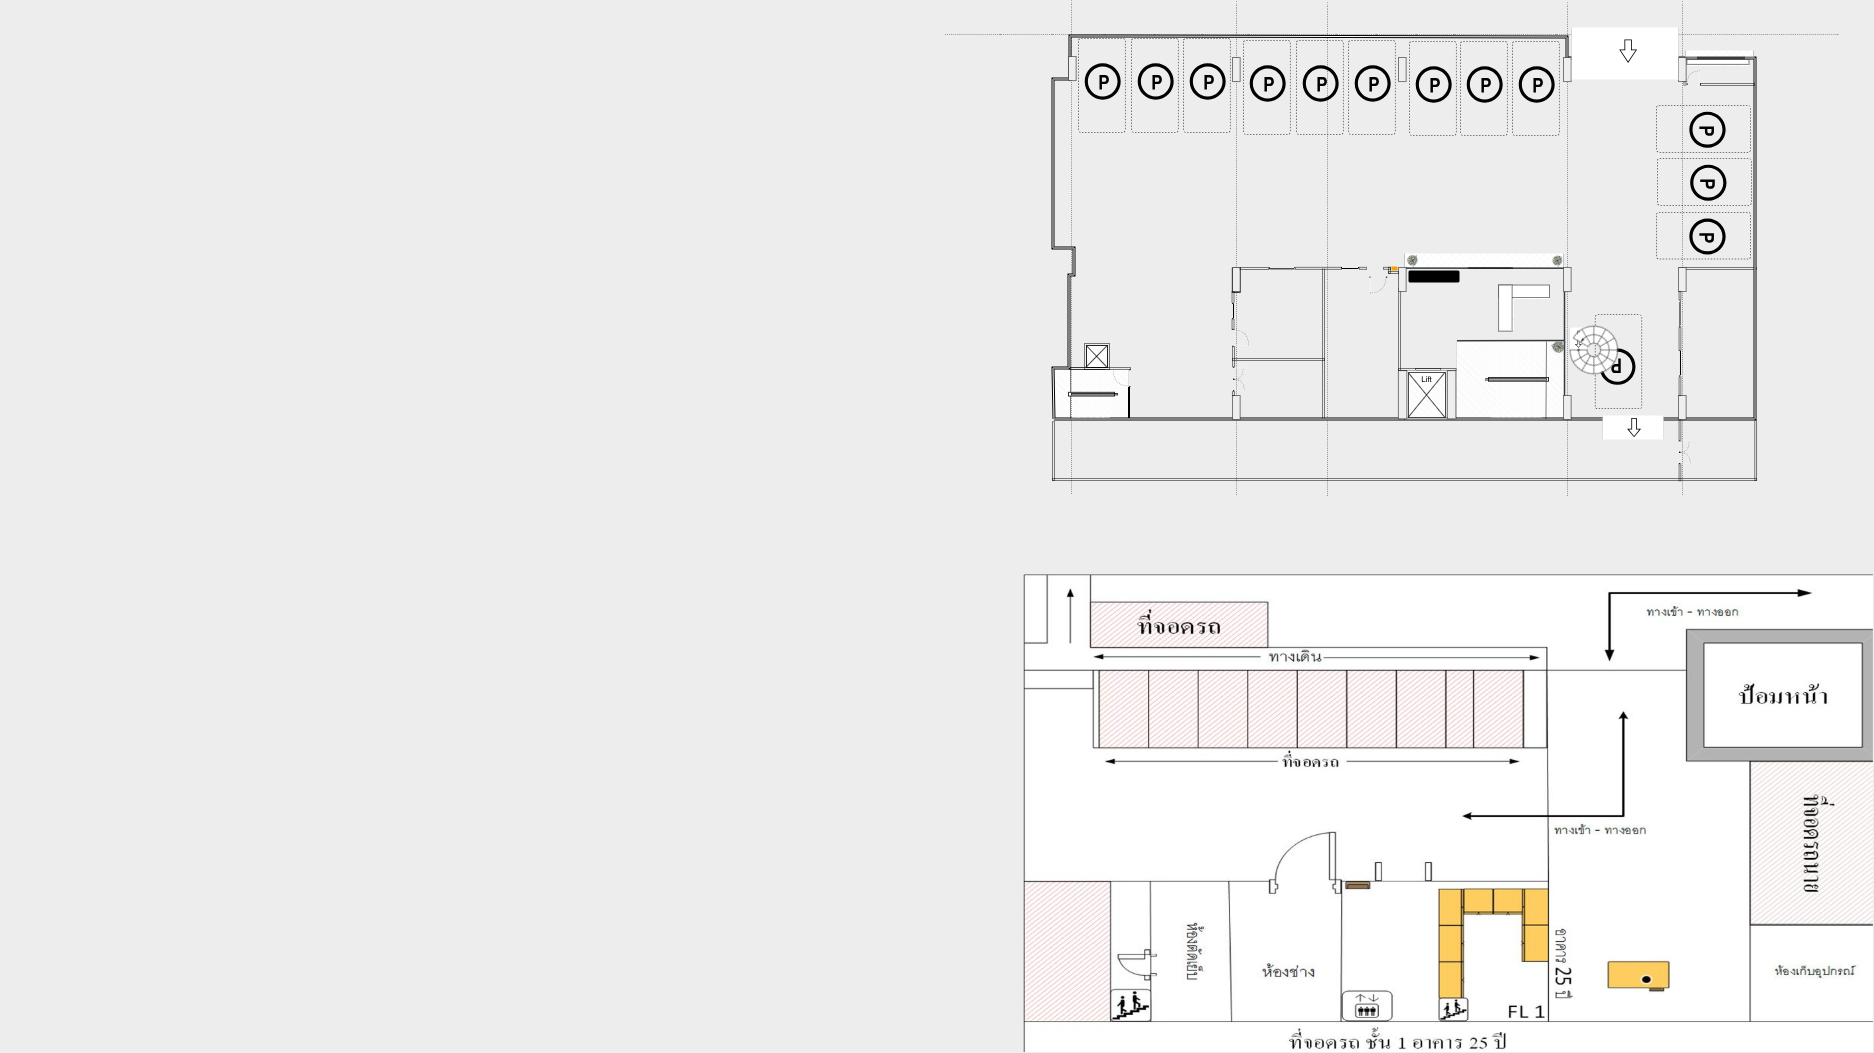 P P P P P P P P P
P
P
P
P
Lift
ทางเข้า - ทางออก
ที่จอดรถ
ทางเดิน
ป้อมหน้า
ที่จอดรถ
ทางเข้า - ทางออก
ที่จอดรถนาย
ห้องตัดเย็บ
ห้องช่าง
อาคาร 25 ปี
ห้องเก็บอุปกรณ์
FL 1
ที่จอดรถ ชั้น 1 อาคาร 25 ปี